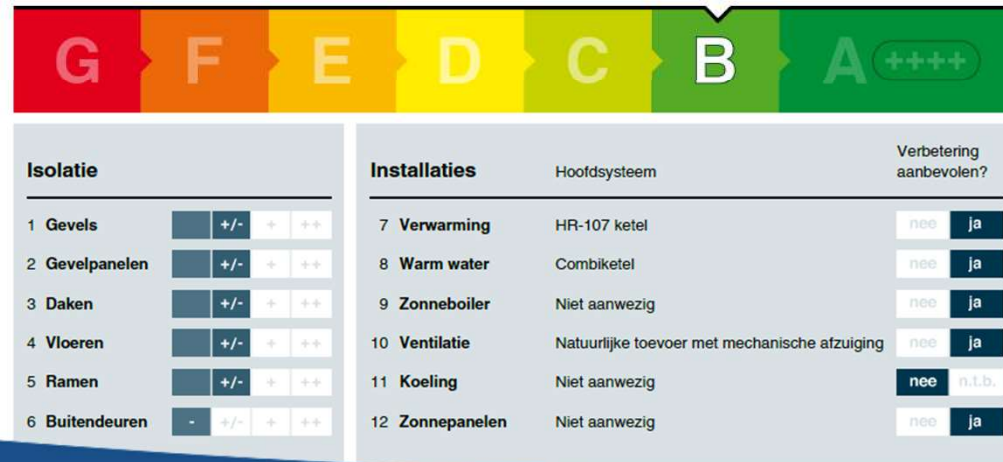 G F E D C B A ++++
Isolatie
1 Gevels +/- + ++
2 Gevelpanelen +/- + ++
3 Daken +/- + ++
4 Vloeren +/- + ++
5 Ramen +/- + ++
6 Buitendeuren - +/- + ++
Installaties Hoofdsysteem Verbetering
aanbevolen?
7 Verwarming HR-107 ketel nee ja
8 Warm water Combiketel nee ja
9 Zonneboiler Niet aanwezig nee ja
10 Ventilatie Natuurlijke toevoer met mechanische afzuiging nee ja
11 Koeling Niet aanwezig nee n.t.b.
12 Zonnepanelen Niet aanwezig nee ja